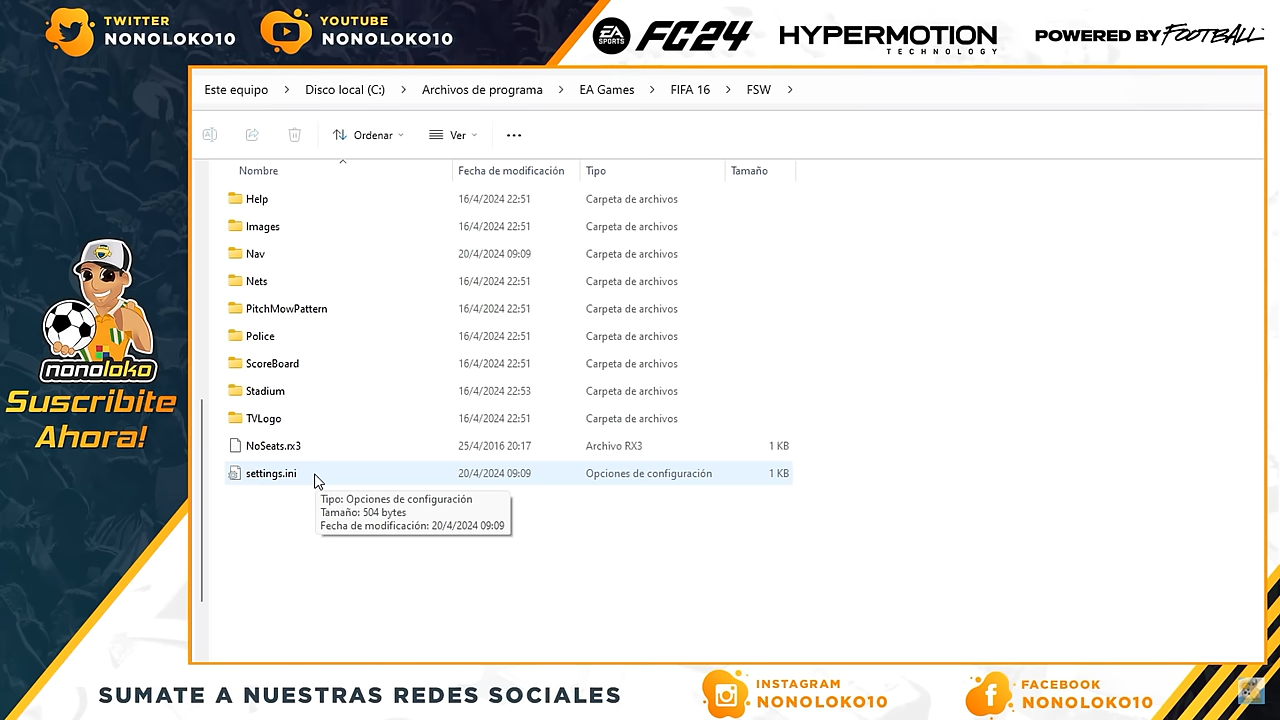 TWITTER
NONOLOKO10
YOUTUBE
NONOLOKO10
EA SPORTS FC24
HYPERMOTION
TECHNOLOGY
POWERED BY FOOTBALL
Este equipo > Disco local (C:) > Archivos de programa > EA Games > FIFA 16 > FSW >
Ordenar
Ver
Nombre Fecha de modificación Tipo Tamaño
Help 16/4/2024 22:51 Carpeta de archivos
Images 16/4/2024 22:51 Carpeta de archivos
Nav 20/4/2024 09:09 Carpeta de archivos
Nets 16/4/2024 22:51 Carpeta de archivos
PitchMowPattern 16/4/2024 22:51 Carpeta de archivos
Police 16/4/2024 22:51 Carpeta de archivos
ScoreBoard 16/4/2024 22:51 Carpeta de archivos
Stadium 16/4/2024 22:53 Carpeta de archivos
TVLogo 16/4/2024 22:51 Carpeta de archivos
NoSeats.rx3 25/4/2016 20:17 Archivo RX3 1 KB
settings.ini 20/4/2024 09:09 Opciones de configuración 1 KB
Tipo: Opciones de configuración
Tamaño: 504 bytes
Fecha de modificación: 20/4/2024 09:09
nonoloko
Suscribite
Ahora!
SUMATE A NUESTRAS REDES SOCIALES
INSTAGRAM
NONOLOKO10
FACEBOOK
NONOLOKO10